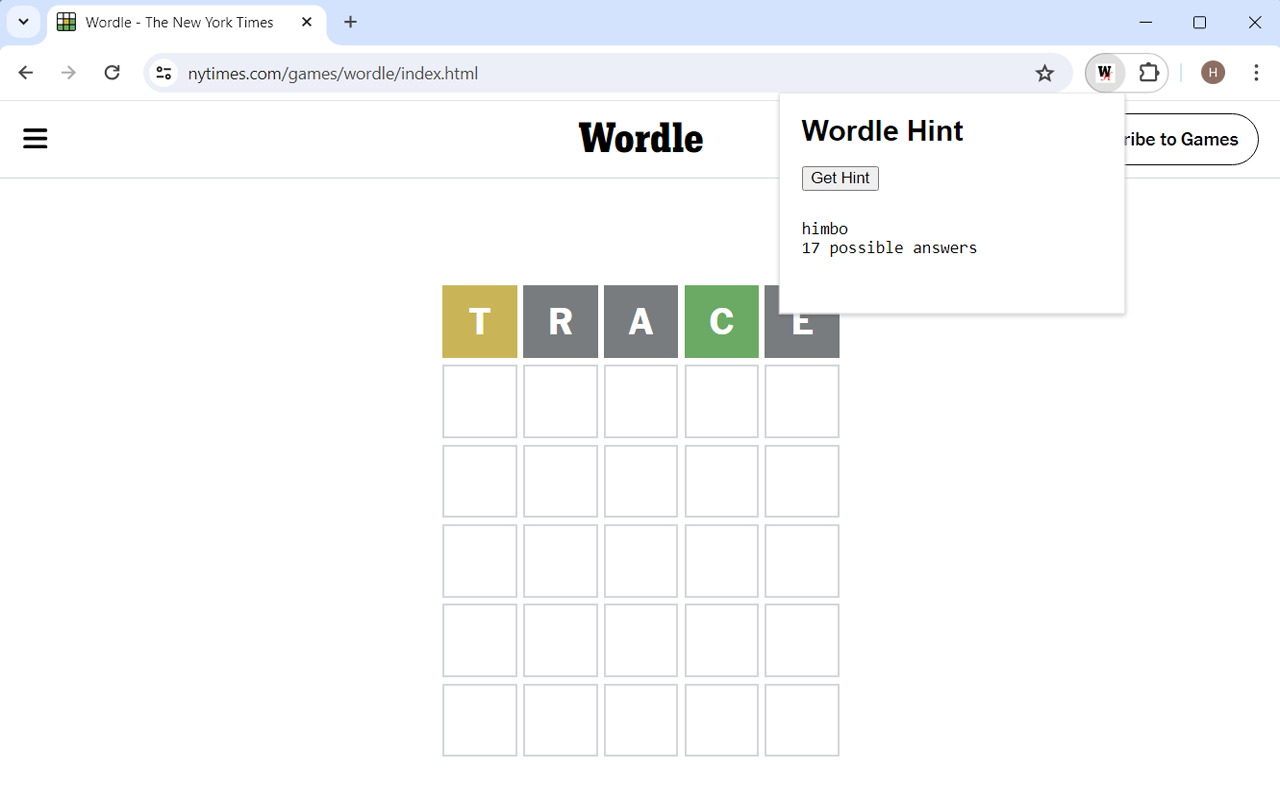 Wordle - The New York Times
nytimes.com/games/wordle/index.html
W
H
Wordle
ribe to Games
Wordle Hint
Get Hint
himbo
17 possible answers
T R A C E